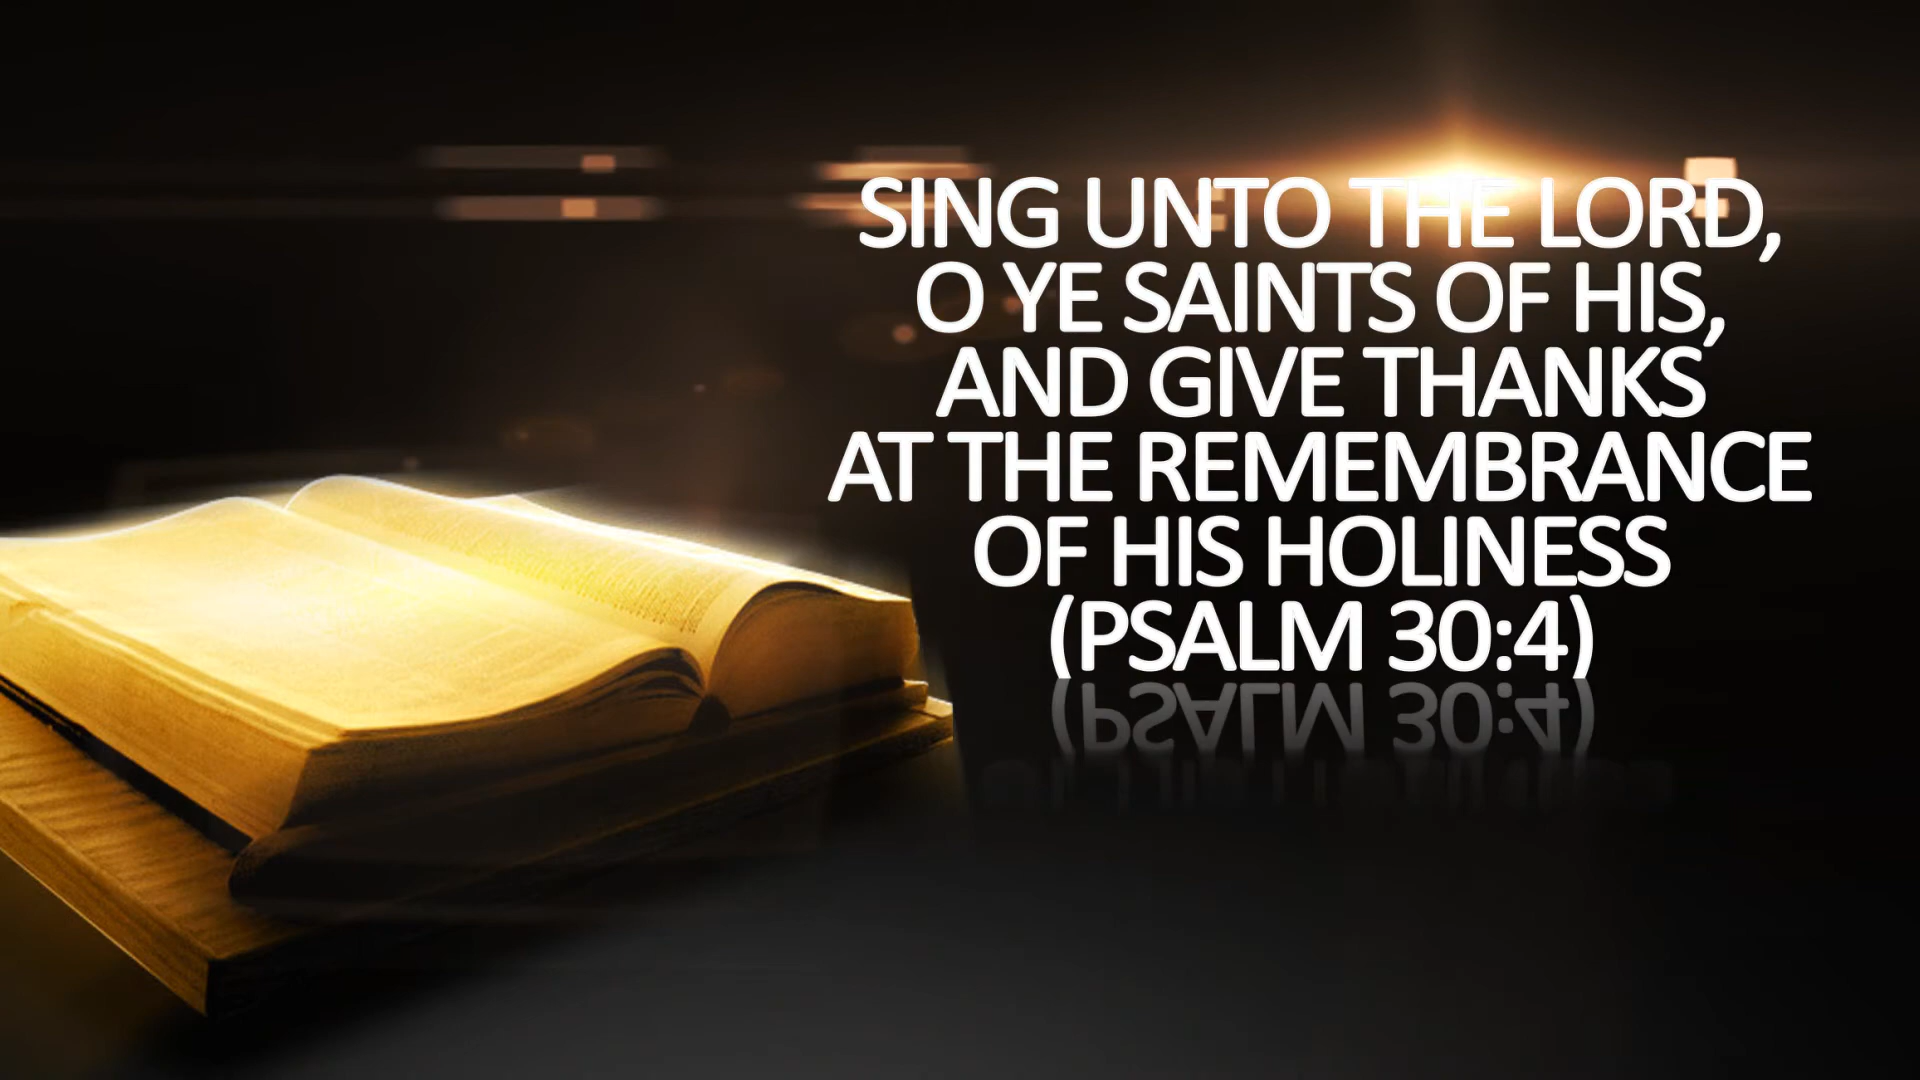 SING UNTO THE LORD,
O YE SAINTS OF HIS,
AND GIVE THANKS
AT THE REMEMBRANCE
OF HIS HOLINESS
(PSALM 30:4)